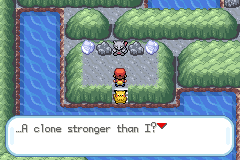 …A clone stronger than I?